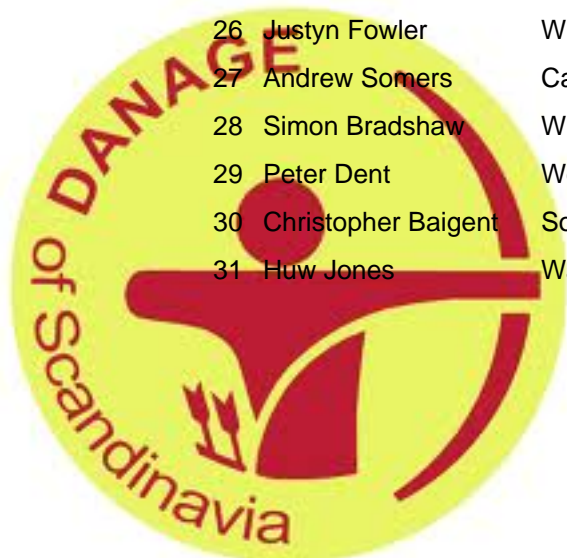 DANAGE
of Scandinavia
26 Justyn Fowler
27 Andrew Somers
28 Simon Bradshaw
29 Peter Dent
30 Christopher Baigent
31 Huw Jones